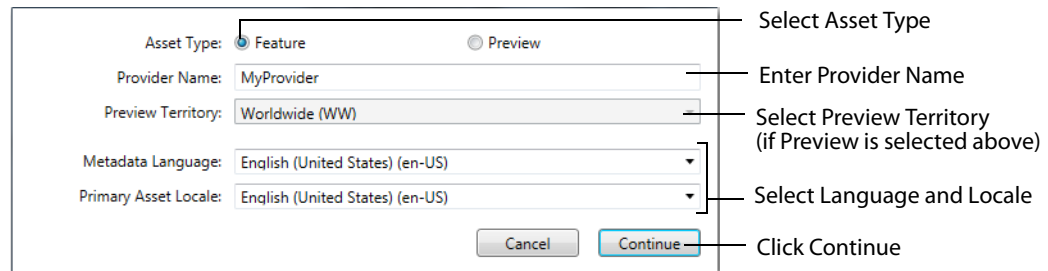 Select Asset Type
Asset Type: Feature Preview
Provider Name: MyProvider
Enter Provider Name
Preview Territory: Worldwide (WW)
Select Preview Territory
(if Preview is selected above)
Metadata Language: English (United States) (en-US)
Primary Asset Locale: English (United States) (en-US)
Select Language and Locale
Cancel Continue
Click Continue